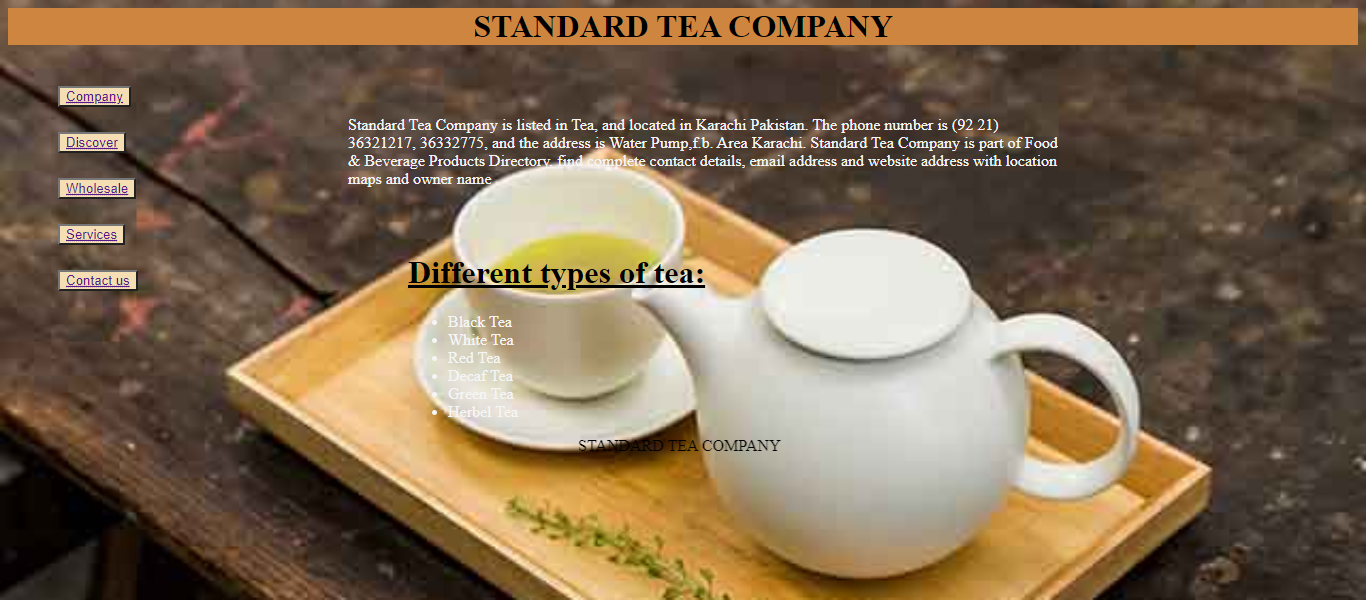 STANDARD TEA COMPANY
Company
Discover
Wholesale
Services
Contact us
Standard Tea Company is listed in Tea, and located in Karachi Pakistan. The phone number is (92 21)
36321217, 36332775, and the address is Water Pump,f.b. Area Karachi. Standard Tea Company is part of Food
& Beverage Products Directory, find complete contact details, email address and website address with location
maps and owner name.
Different types of tea:
Black Tea
White Tea
Red Tea
Decaf Tea
Green Tea
Herbel Tea
STANDARD TEA COMPANY